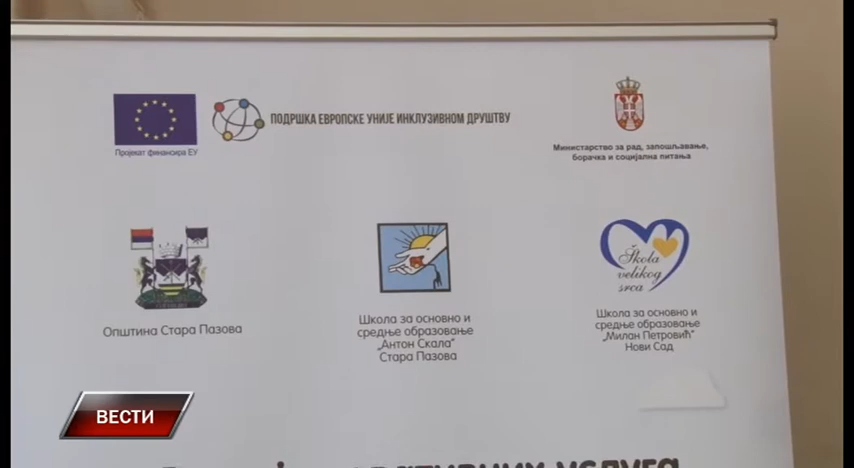 ПОДРШКА ЕВРОПСКЕ УНИЈЕ ИНКЛУЗИВНОМ ДРУШТВУ
Пројекат финансира ЕУ
Министарство за рад, запошљавање,
борачка и социјална питања
Општина Стара Пазова
Школа за основно и
средње образовање
„Антон Скала“
Стара Пазова
Škola
velikog
srca
Школа за основно и
средње образовање
„Милан Петровић“
Нови Сад
ВЕСТИ
услуга